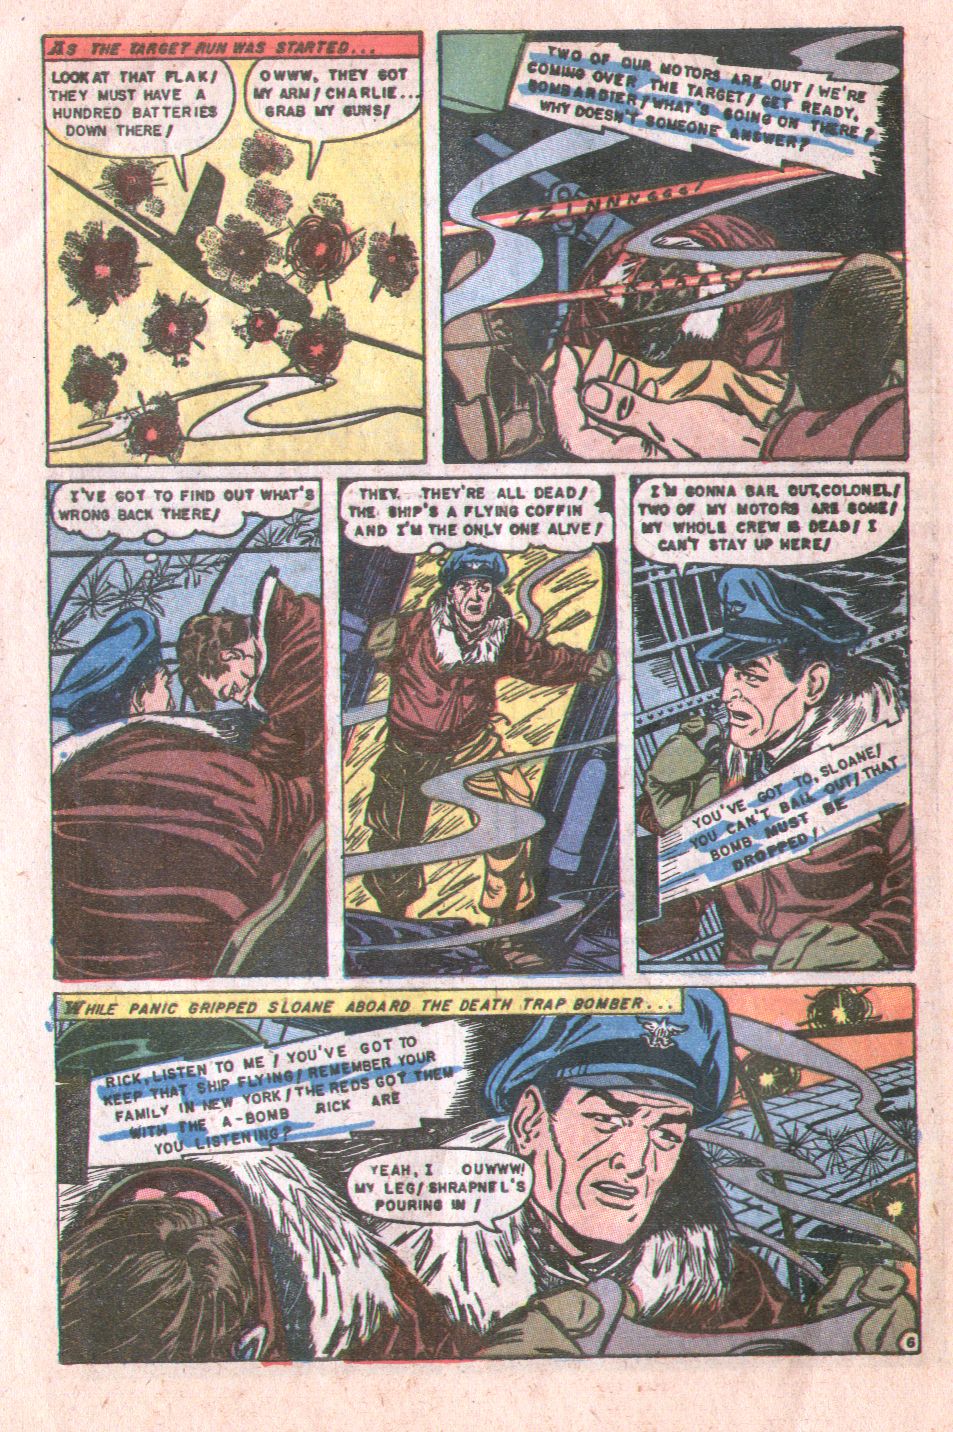 AS THE TARGET RUN WAS STARTED...
LOOK AT THAT FLAK!
THEY MUST HAVE A
HUNDRED BATTERIES
DOWN THERE!
OWWW, THEY GOT
MY ARM! CHARLIE...
GRAB MY GUNS!
TWO OF OUR MOTORS ARE OUT! WE'RE
COMING OVER THE TARGET! GET READY,
BOMBARDIER! WHAT'S GOING ON THERE?
WHY DOESN'T SOMEONE ANSWER?
ZZINNNGGG!
I'VE GOT TO FIND OUT WHAT'S
WRONG BACK THERE!
THEY. THEY'RE ALL DEAD!
THE SHIP'S A FLYING COFFIN
AND I'M THE ONLY ONE ALIVE!
I'M GONNA BAIL OUT, COLONEL!
TWO OF MY MOTORS ARE GONE!
MY WHOLE CREW IS DEAD! I
CAN'T STAY UP HERE!
YOU'VE GOT TO, SLOANE!
YOU CAN'T BAIL OUT! THAT
BOMB MUST BE
DROPPED!
WHILE PANIC GRIPPED SLOANE ABOARD THE DEATH TRAP BOMBER...
RICK, LISTEN TO ME! YOU'VE GOT TO
KEEP THAT SHIP FLYING! REMEMBER YOUR
FAMILY IN NEW YORK! THE REDS GOT THEM
WITH THE A-BOMB RICK ARE
YOU LISTENING?
YEAH, I OUWWW!
MY LEG! SHRAPNEL'S
POURING IN!
6